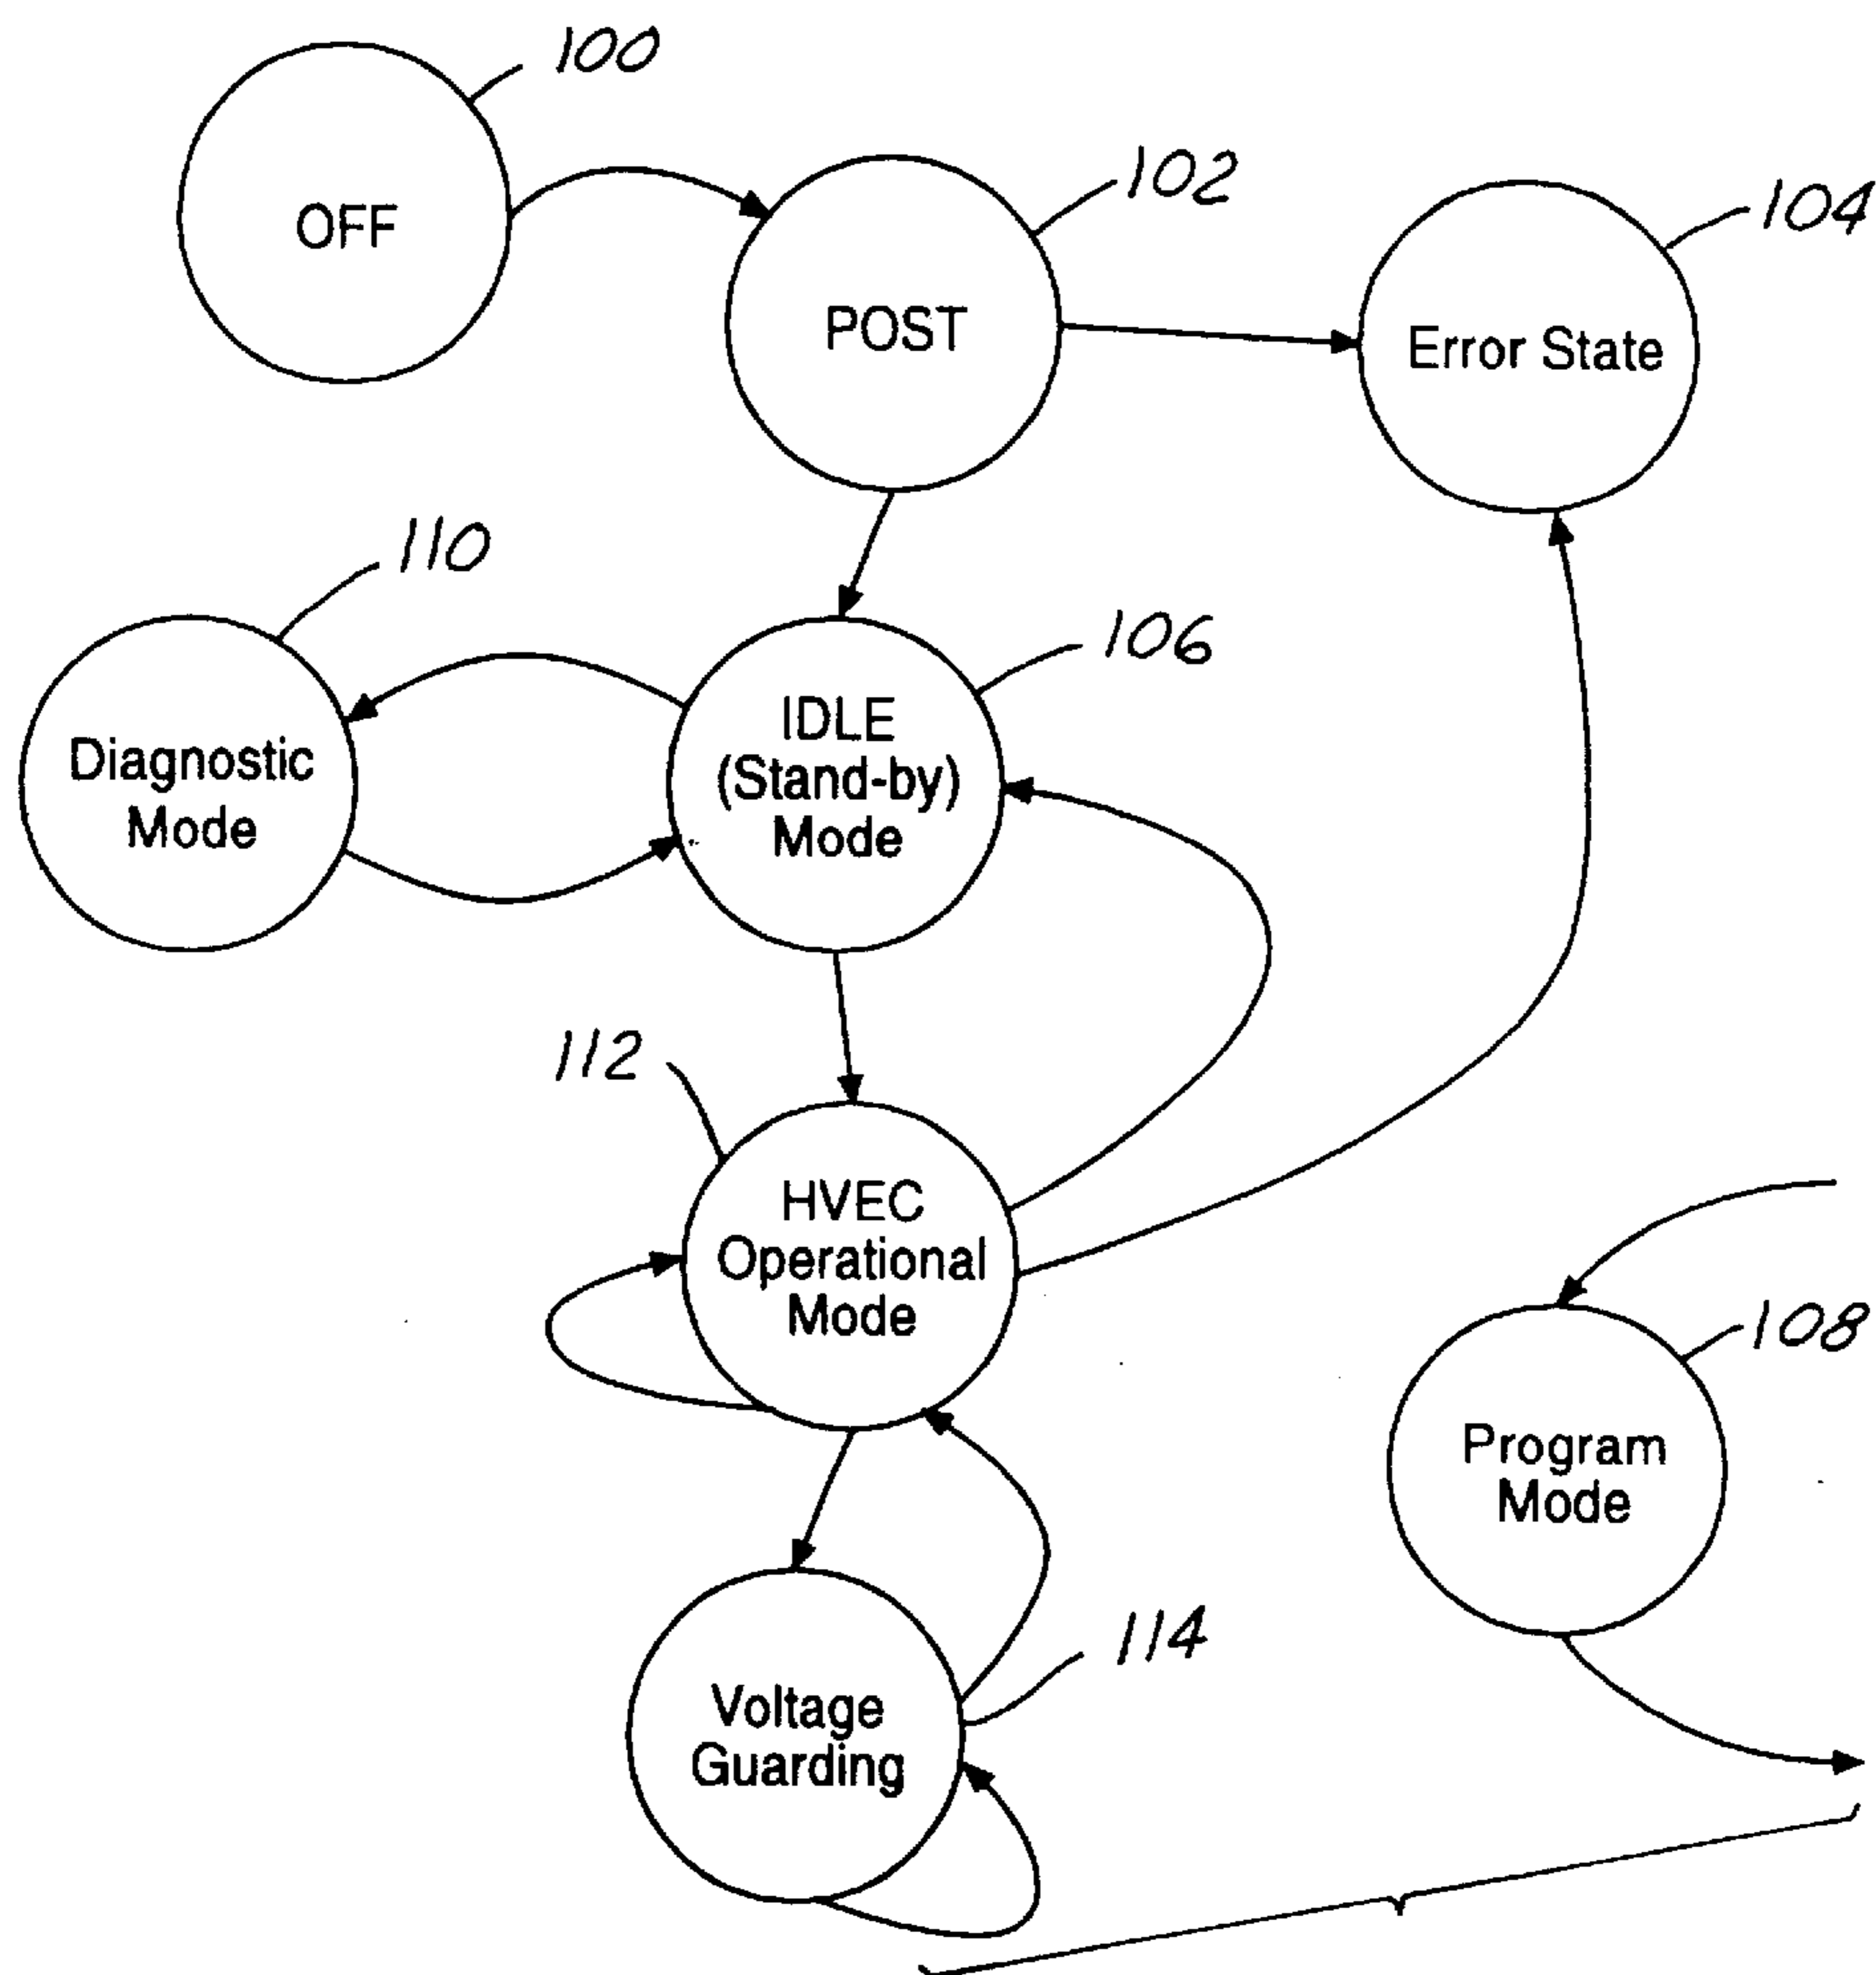 100
OFF
102
POST
104
Error State
110
Diagnostic
Mode
106
IDLE
(Stand-by)
Mode
112
HVEC
Operational
Mode
108
Program
Mode
114
Voltage
Guarding